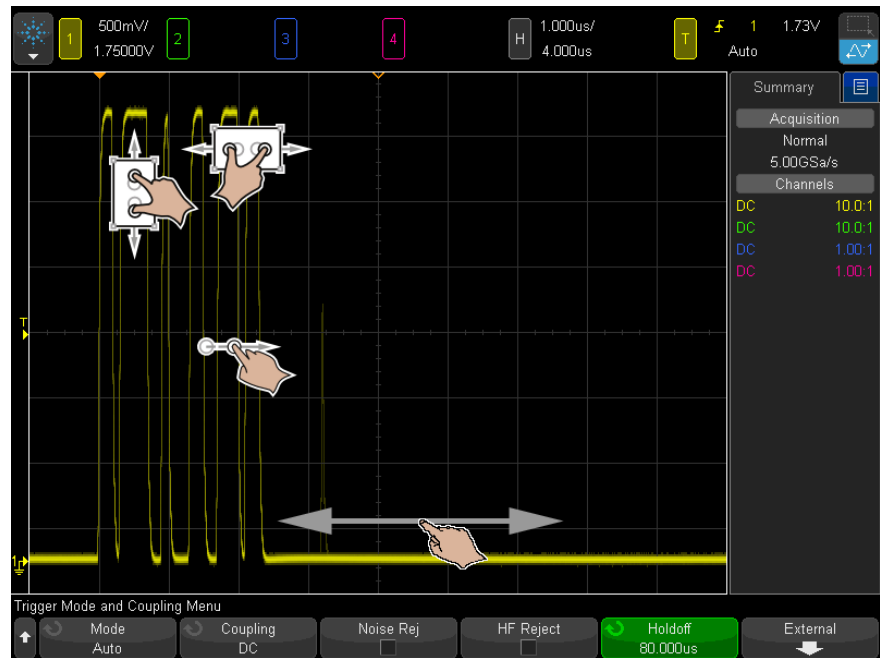 1
500mV/
1.75000V
2
3
4
H
1.000us/
4.000us
T
1
1.73V
Auto
Summary
Acquisition
Normal
5.00GSa/s
Channels
DC 10.0:1
DC 10.0:1
DC 1.00:1
DC 1.00:1
T
1
Trigger Mode and Coupling Menu
Mode
Auto
Coupling
DC
Noise Rej
HF Reject
Holdoff
80.000us
External